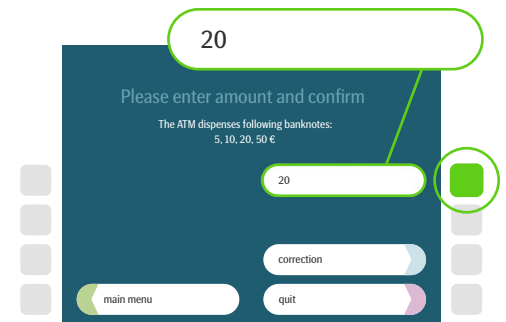 20
Please enter amount and confirm
The ATM dispenses following banknotes:
5, 10, 20, 50 €
20
correction
main menu
quit